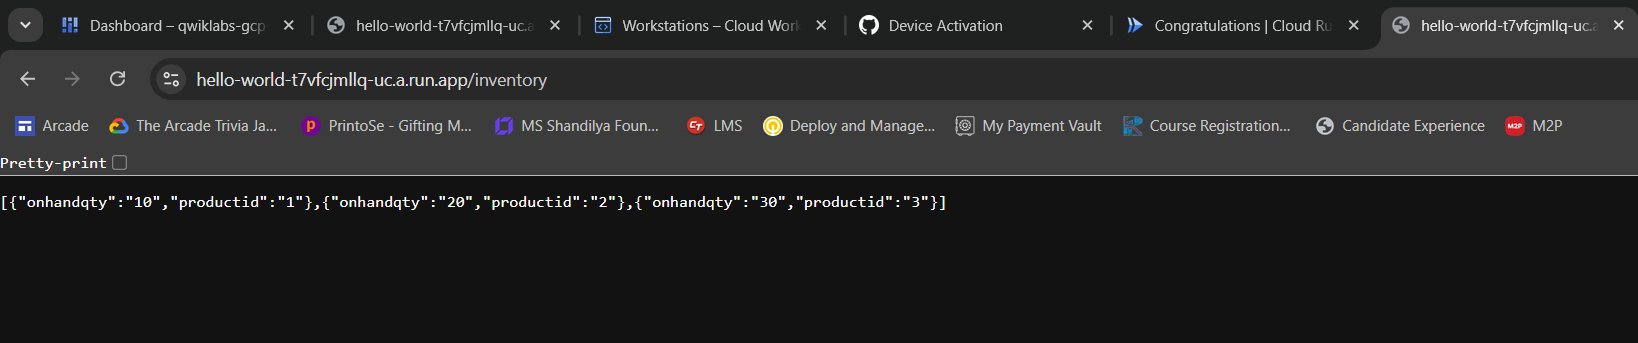 Dashboard – qwiklabs-gcp
hello-world-t7vfcjmllq-uc.a
Workstations – Cloud Work
Device Activation
Congratulations | Cloud Ru
hello-world-t7vfcjmllq-uc.a
hello-world-t7vfcjmllq-uc.a.run.app/inventory
Arcade
The Arcade Trivia Ja...
p
PrintoSe - Gifting M...
MS Shandilya Foun...
CT
LMS
Deploy and Manage...
My Payment Vault
Course Registration...
Candidate Experience
M2P
M2P
Pretty-print
[{"onhandqty":"10","productid":"1"},{"onhandqty":"20","productid":"2"},{"onhandqty":"30","productid":"3"}]